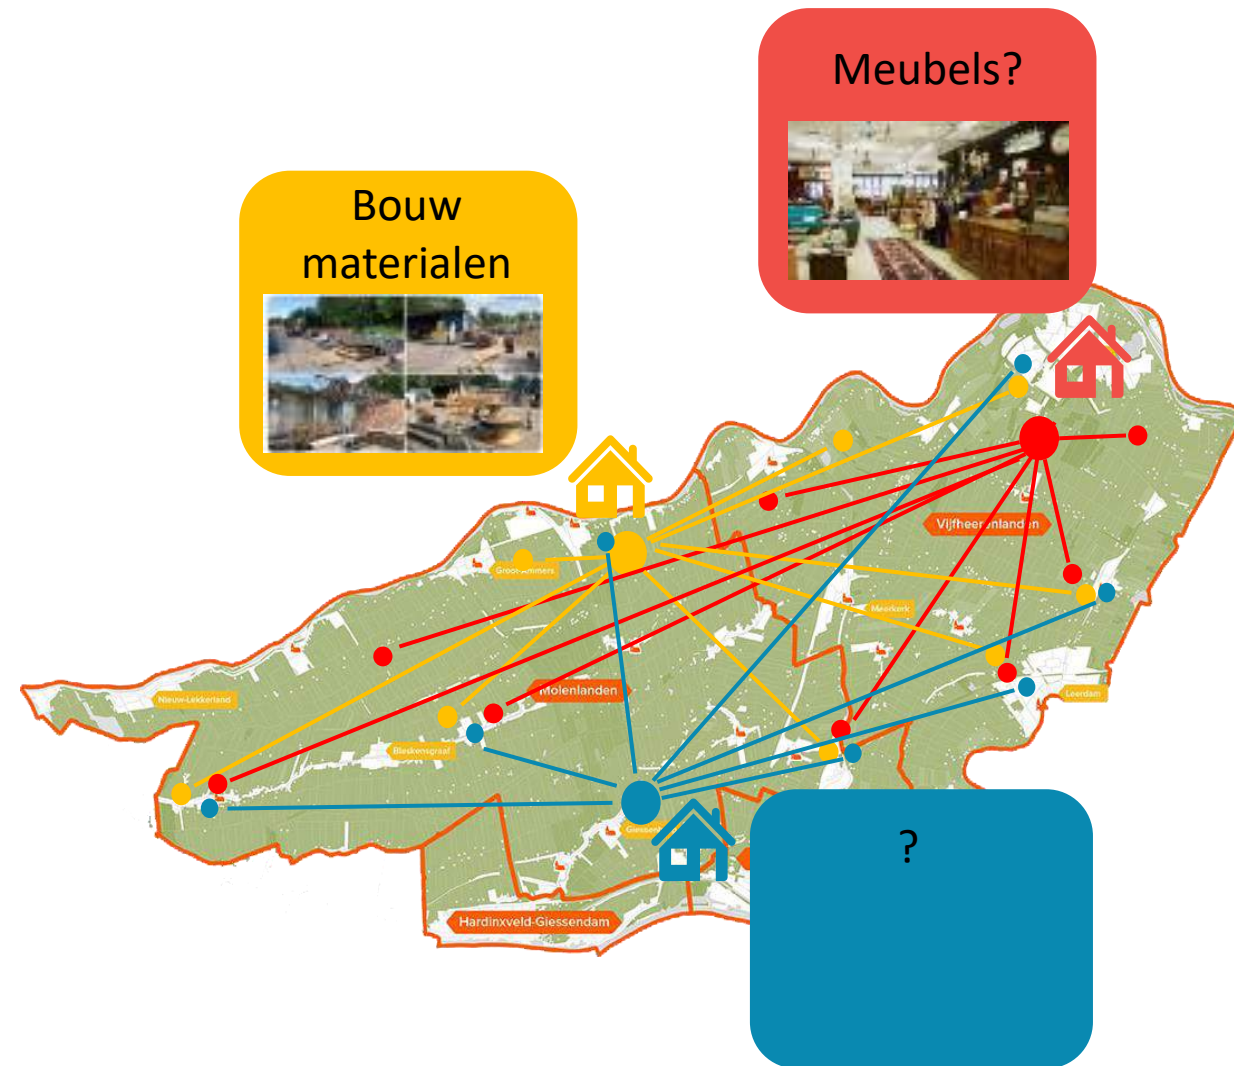 Meubels?
Bouw
materialen
Vijfheerenlanden
Groot-Ammers
Meerkerk
Molenlanden
Nieuw-Lekkerland
Leerdam
Bleskensgraaf
?
Hardinxveld-Giessendam